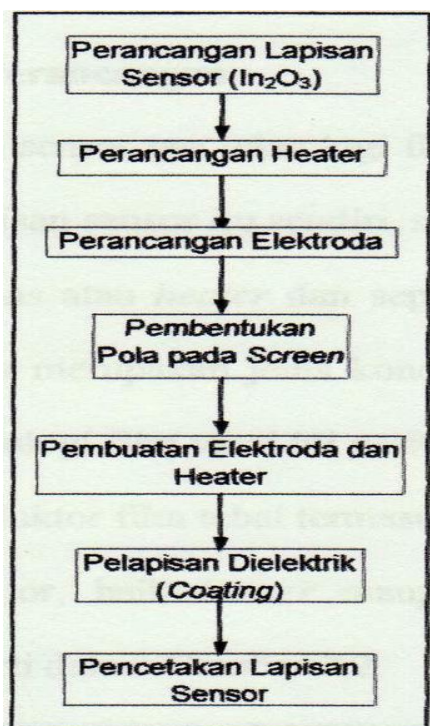 Perancangan Lapisan
Sensor (In₂O₃)
Perancangan Heater
Perancangan Elektroda
Pembentukan
Pola pada Screen
Pembuatan Elektroda dan
Heater
Pelapisan Dielektrik
(Coating)
Pencetakan Lapisan
Sensor